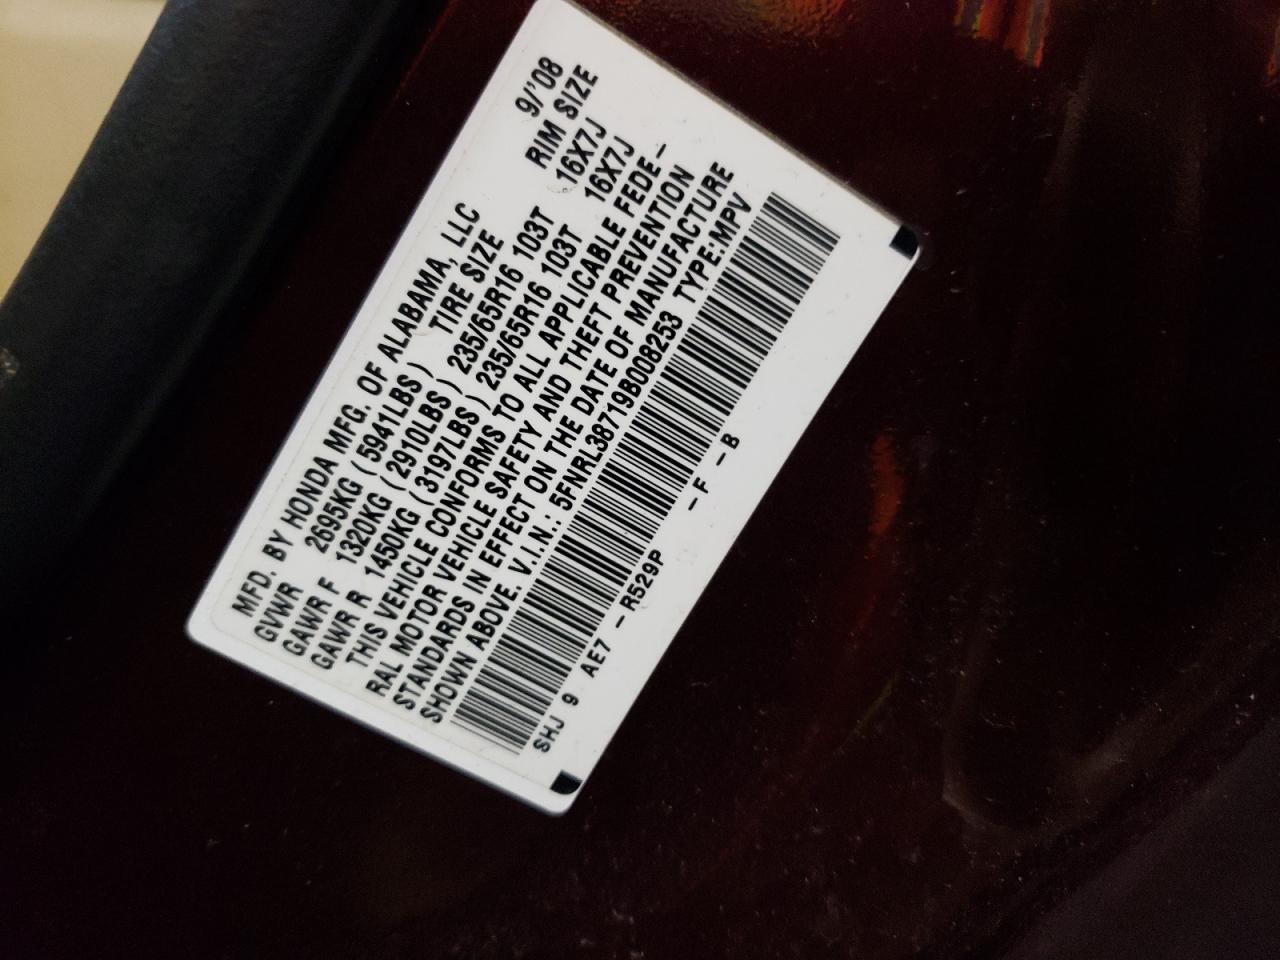 MFD. BY HONDA MFG. OF ALABAMA, LLC 9/'08
GVWR 2695KG ( 5941LBS ) TIRE SIZE RIM SIZE
GAWR F 1320KG ( 2910LBS ) 235/65R16 103T 16X7J
GAWR R 1450KG ( 3197LBS ) 235/65R16 103T 16X7J
THIS VEHICLE CONFORMS TO ALL APPLICABLE FEDE-
RAL MOTOR VEHICLE SAFETY AND THEFT PREVENTION
STANDARDS IN EFFECT ON THE DATE OF MANUFACTURE
SHOWN ABOVE. V.I.N.: 5FNRL38719B008253 TYPE:MPV
SHJ 9 AE7 -R529P -F -B